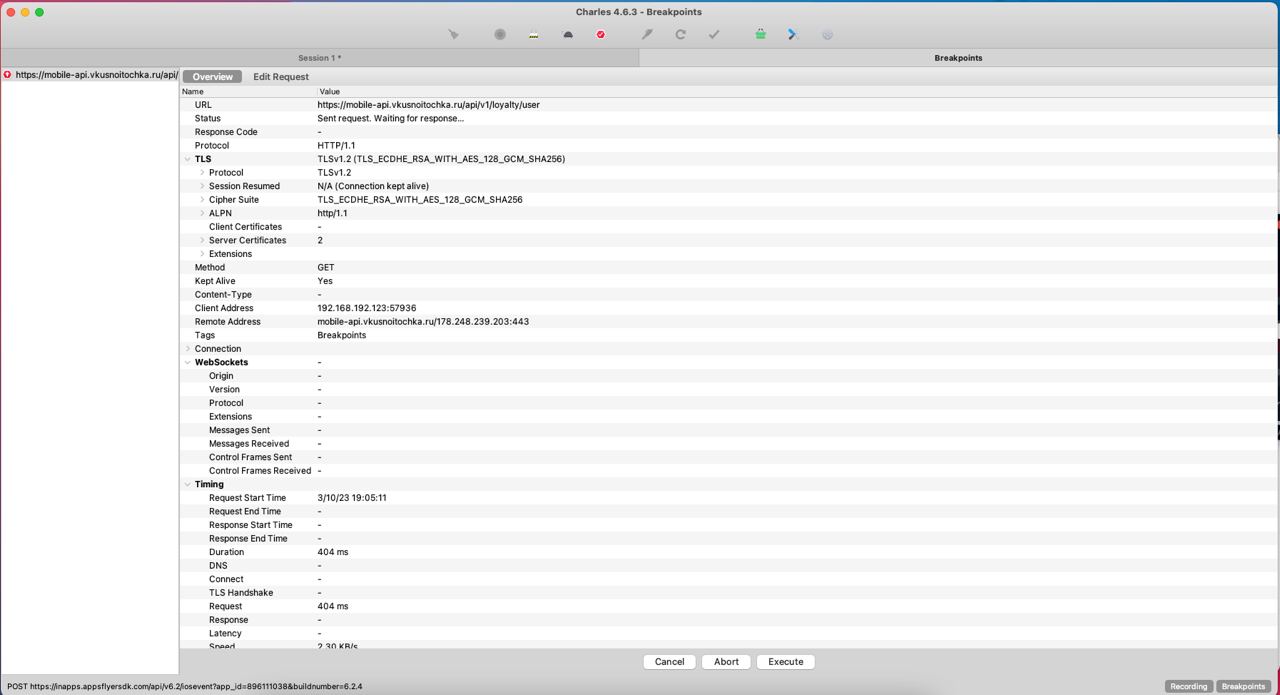 Charles 4.6.3 - Breakpoints
Session 1 *
Breakpoints
https://mobile-api.vkusnoitochka.ru/api/
Overview
Edit Request
Name Value
URL https://mobile-api.vkusnoitochka.ru/api/v1/loyalty/user
Status Sent request. Waiting for response...
Response Code -
Protocol HTTP/1.1
TLS TLSv1.2 (TLS_ECDHE_RSA_WITH_AES_128_GCM_SHA256)
Protocol TLSv1.2
Session Resumed N/A (Connection kept alive)
Cipher Suite TLS_ECDHE_RSA_WITH_AES_128_GCM_SHA256
ALPN http/1.1
Client Certificates -
Server Certificates 2
Extensions
Method GET
Kept Alive Yes
Content-Type -
Client Address 192.168.192.123:57936
Remote Address mobile-api.vkusnoitochka.ru/178.248.239.203:443
Tags Breakpoints
Connection
WebSockets -
Origin -
Version -
Protocol -
Extensions -
Messages Sent -
Messages Received -
Control Frames Sent -
Control Frames Received -
Timing
Request Start Time 3/10/23 19:05:11
Request End Time -
Response Start Time -
Response End Time -
Duration 404 ms
DNS -
Connect -
TLS Handshake -
Request 404 ms
Response -
Latency -
Speed 2.30 KB/s
Cancel
Abort
Execute
POST https://inapps.appsflyersdk.com/api/v6.2/iosevent?app_id=896111038&buildnumber=6.2.4
Recording
Breakpoints